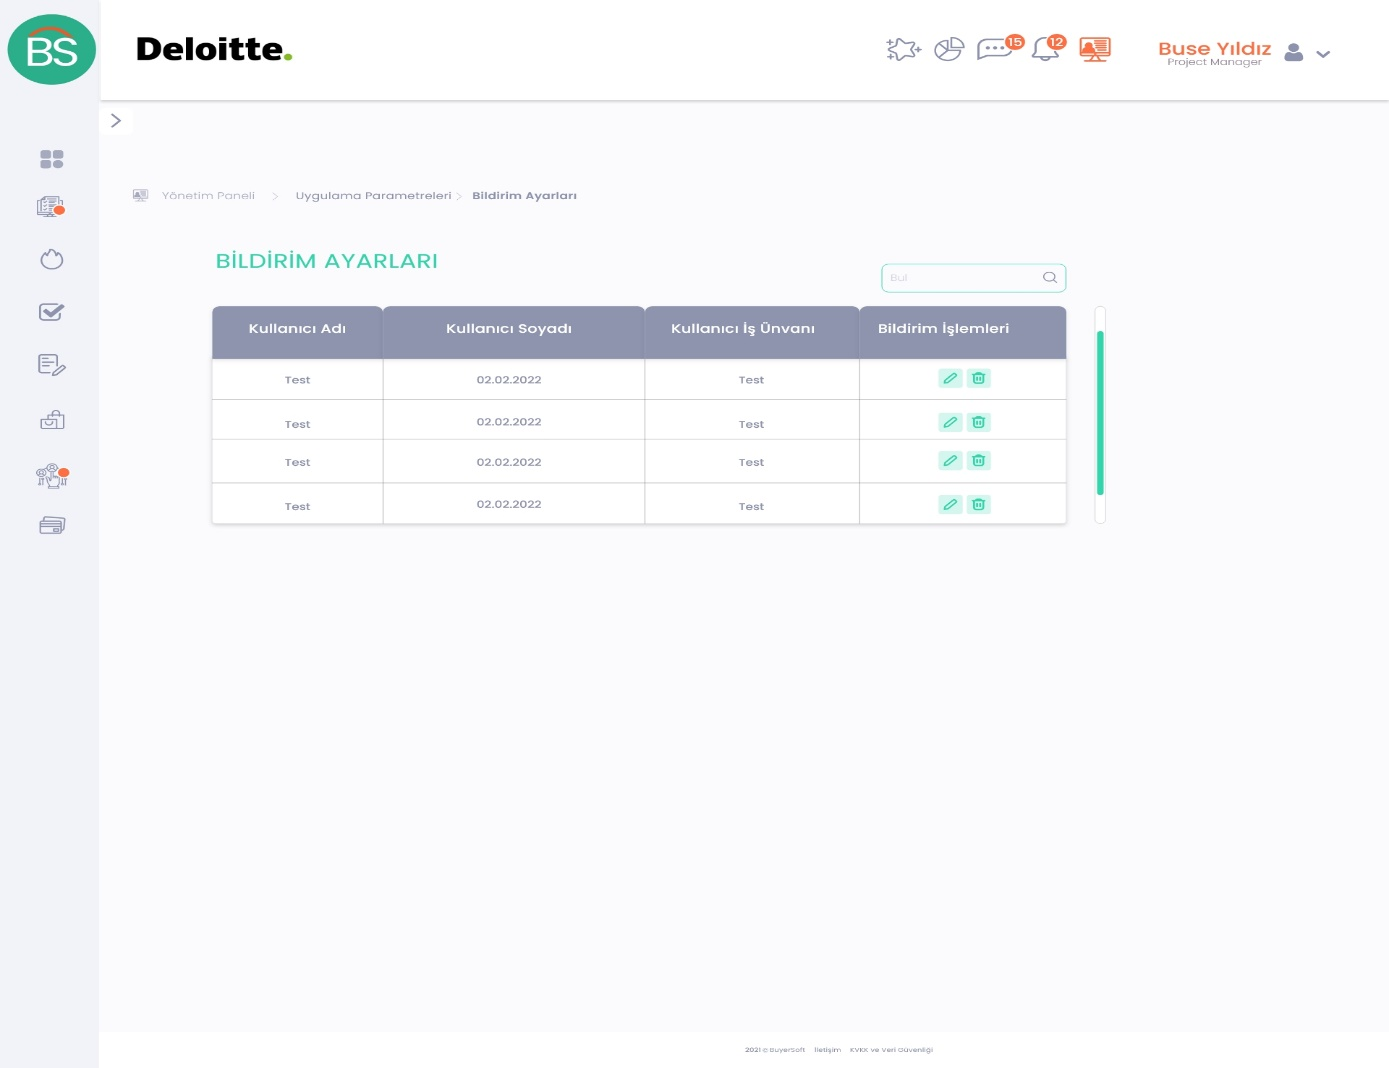 BS
Deloitte.
15
12
Buse Yıldız
Project Manager
Yönetim Paneli > Uygulama Parametreleri > Bildirim Ayarları
BİLDİRİM AYARLARI
Bul
Kullanıcı Adı Kullanıcı Soyadı Kullanıcı İş Ünvanı Bildirim İşlemleri
Test 02.02.2022 Test
Test 02.02.2022 Test
Test 02.02.2022 Test
Test 02.02.2022 Test
2021 © BuyerSoft İletişim KVKK ve Veri Güvenliği